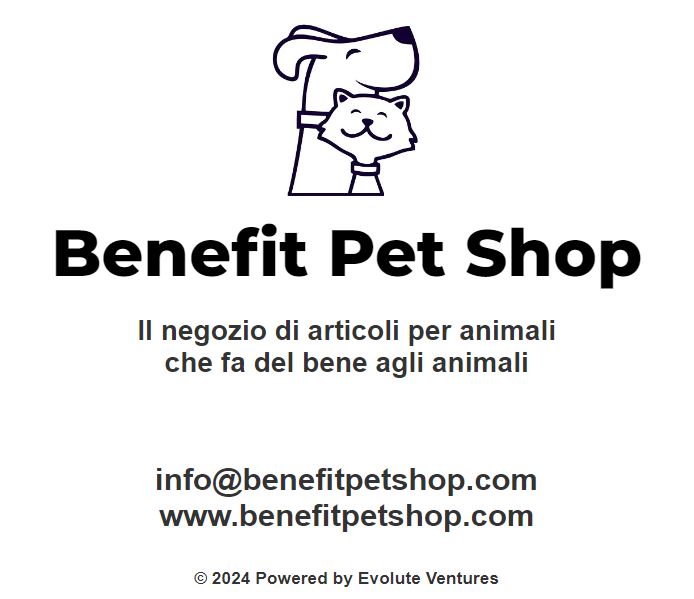 Benefit Pet Shop
Il negozio di articoli per animali
che fa del bene agli animali
info@benefitpetshop.com
www.benefitpetshop.com
© 2024 Powered by Evolute Ventures